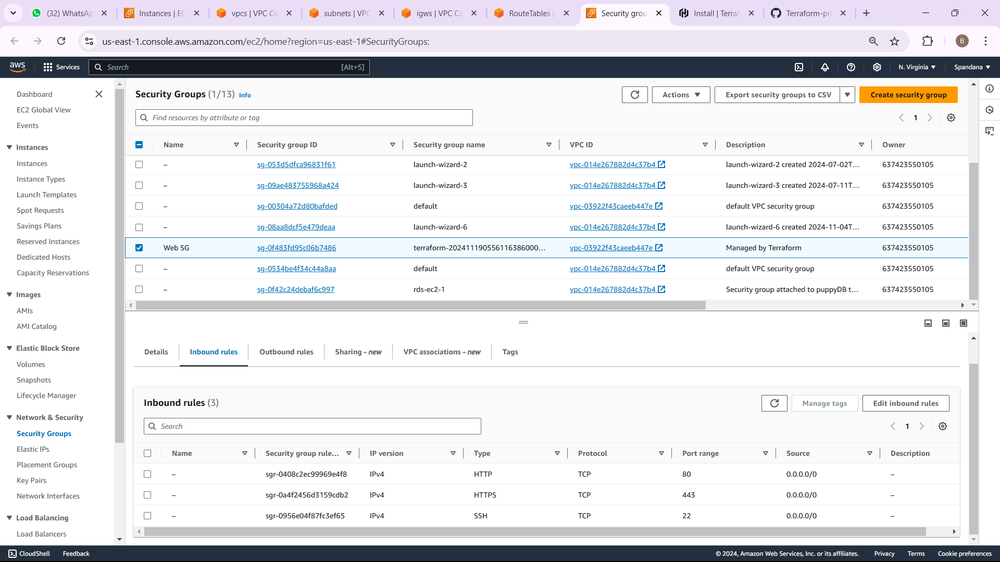 (32) WhatsAp
Instances | EC
vpcs | VPC Co
subnets | VPC
igws | VPC Co
RouteTables |
Security grou
Install | Terraf
Terraform-pr
us-east-1.console.aws.amazon.com/ec2/home?region=us-east-1#SecurityGroups:
B
aws
Services
Search
[Alt+S]
N. Virginia
Spandana
Dashboard
EC2 Global View
Events
Instances
Instances
Instance Types
Launch Templates
Spot Requests
Savings Plans
Reserved Instances
Dedicated Hosts
Capacity Reservations
Images
AMIs
AMI Catalog
Elastic Block Store
Volumes
Snapshots
Lifecycle Manager
Network & Security
Security Groups
Elastic IPs
Placement Groups
Key Pairs
Network Interfaces
Load Balancing
Load Balancers
Security Groups (1/13) Info
Actions
Export security groups to CSV
Create security group
Find resources by attribute or tag
1
Name Security group ID Security group name VPC ID Description Owner
– sg-053d5dfca96831f61 launch-wizard-2 vpc-014e267882d4c37b4 launch-wizard-2 created 2024-07-02T... 637423550105
– sg-09ae483755968a424 launch-wizard-3 vpc-014e267882d4c37b4 launch-wizard-3 created 2024-07-11T... 637423550105
– sg-00304a72d80bafded default vpc-03922f43caeeb447e default VPC security group 637423550105
– sg-08aa8dcf5e479deaa launch-wizard-6 vpc-014e267882d4c37b4 launch-wizard-6 created 2024-11-04T... 637423550105
Web SG sg-0f483fd95c06b7486 terraform-202411190556116386000... vpc-03922f43caeeb447e Managed by Terraform 637423550105
– sg-0534be4f34c44a8aa default vpc-014e267882d4c37b4 default VPC security group 637423550105
– sg-0f42c24debaf6c997 rds-ec2-1 vpc-014e267882d4c37b4 Security group attached to puppyDB t... 637423550105
Details
Inbound rules
Outbound rules
Sharing - new
VPC associations - new
Tags
Inbound rules (3)
Manage tags
Edit inbound rules
Search
1
Name Security group rule... IP version Type Protocol Port range Source Description
– sgr-0408c2ec99969e4f8 IPv4 HTTP TCP 80 0.0.0.0/0 –
– sgr-0a4f2456d3159cdb2 IPv4 HTTPS TCP 443 0.0.0.0/0 –
– sgr-0956e04f87fc3ef65 IPv4 SSH TCP 22 0.0.0.0/0 –
CloudShell
Feedback
© 2024, Amazon Web Services, Inc. or its affiliates.
Privacy
Terms
Cookie preferences